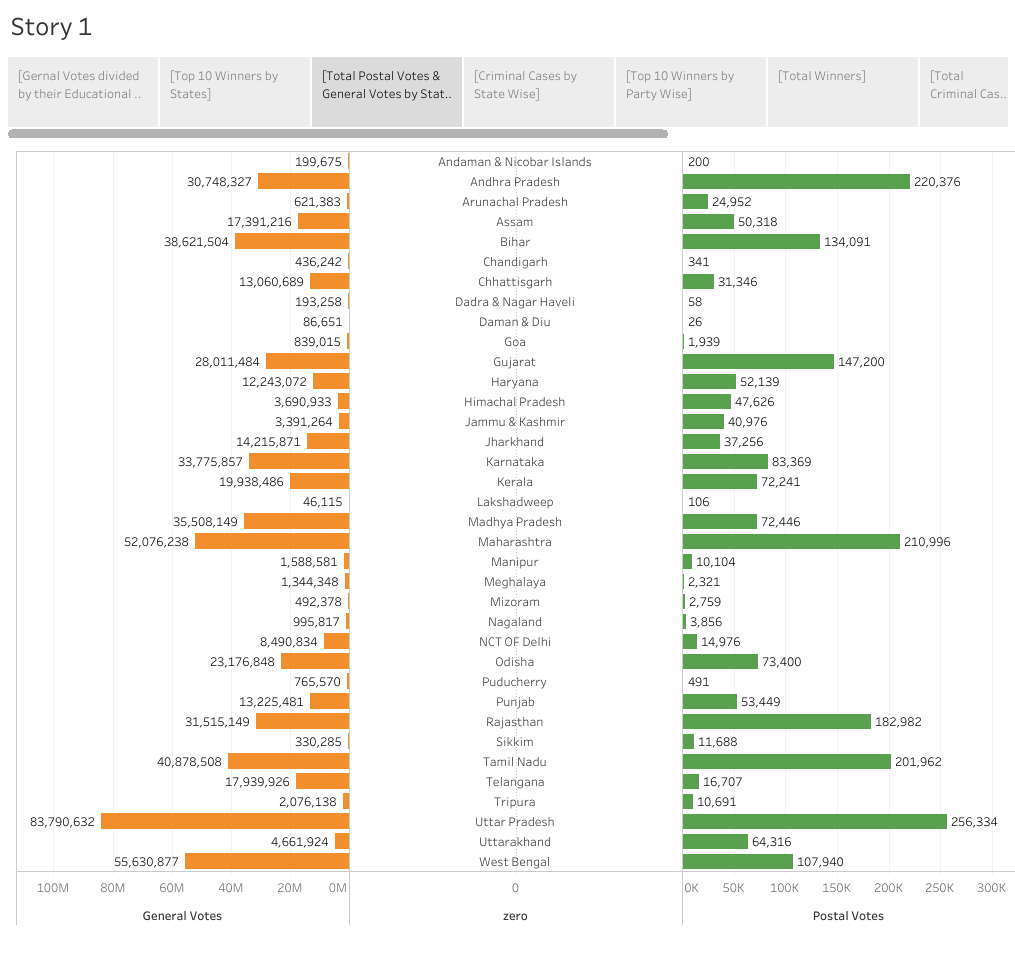 Story 1
[Gernal Votes divided
by their Educational ..
[Top 10 Winners by
States]
[Total Postal Votes &
General Votes by Stat..
[Criminal Cases by
State Wise]
[Top 10 Winners by
Party Wise]
[Total Winners]
[Total
Criminal Cas..
199,675 Andaman & Nicobar Islands 200
30,748,327 Andhra Pradesh 220,376
621,383 Arunachal Pradesh 24,952
17,391,216 Assam 50,318
38,621,504 Bihar 134,091
436,242 Chandigarh 341
13,060,689 Chhattisgarh 31,346
193,258 Dadra & Nagar Haveli 58
86,651 Daman & Diu 26
839,015 Goa 1,939
28,011,484 Gujarat 147,200
12,243,072 Haryana 52,139
3,690,933 Himachal Pradesh 47,626
3,391,264 Jammu & Kashmir 40,976
14,215,871 Jharkhand 37,256
33,775,857 Karnataka 83,369
19,938,486 Kerala 72,241
46,115 Lakshadweep 106
35,508,149 Madhya Pradesh 72,446
52,076,238 Maharashtra 210,996
1,588,581 Manipur 10,104
1,344,348 Meghalaya 2,321
492,378 Mizoram 2,759
995,817 Nagaland 3,856
8,490,834 NCT OF Delhi 14,976
23,176,848 Odisha 73,400
765,570 Puducherry 491
13,225,481 Punjab 53,449
31,515,149 Rajasthan 182,982
330,285 Sikkim 11,688
40,878,508 Tamil Nadu 201,962
17,939,926 Telangana 16,707
2,076,138 Tripura 10,691
83,790,632 Uttar Pradesh 256,334
4,661,924 Uttarakhand 64,316
55,630,877 West Bengal 107,940
100M 80M 60M 40M 20M 0M 0 0K 50K 100K 150K 200K 250K 300K
General Votes zero Postal Votes